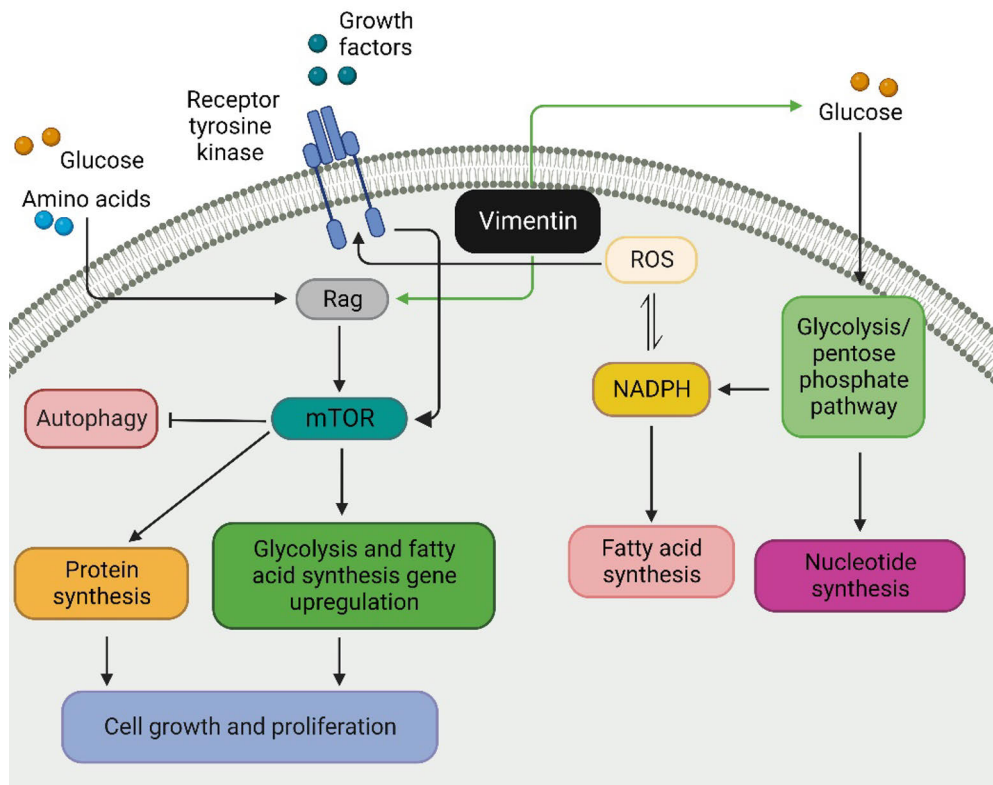 Growth
factors
Receptor
tyrosine
kinase
Glucose
Amino acids
Glucose
Vimentin
ROS
Rag
Glycolysis/
pentose
phosphate
pathway
NADPH
Autophagy
mTOR
Protein
synthesis
Glycolysis and fatty
acid synthesis gene
upregulation
Fatty acid
synthesis
Nucleotide
synthesis
Cell growth and proliferation